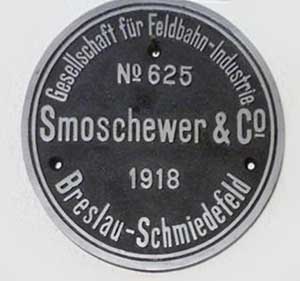 Gesellschaft für Feldbahn-Industrie
No 625
Smoschewer & Co
1918
Breslau-Schmiedefeld